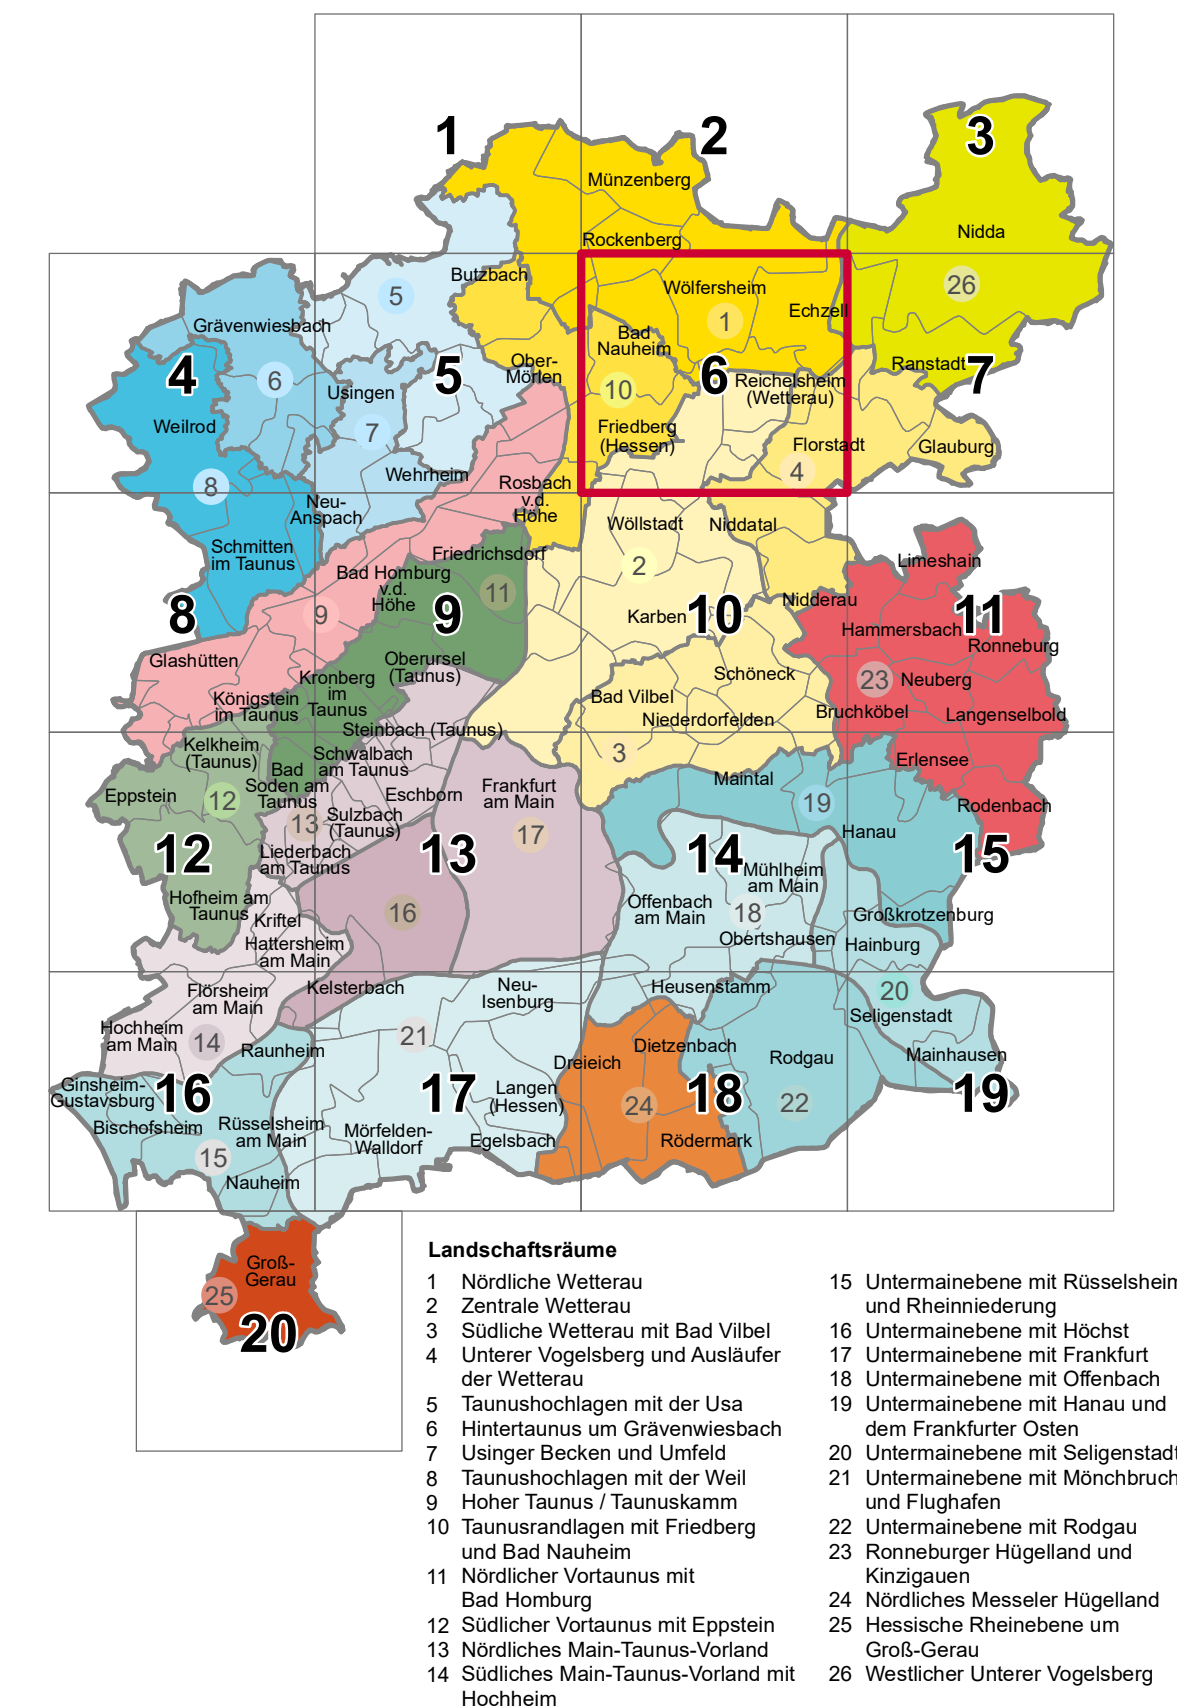 1
2
3
Münzenberg
Nidda
Rockenberg
Butzbach
26
Wölfersheim
5
Echzell
1
Grävenwiesbach
Bad
Nauheim
Ober-
Mörlen
Ranstadt
4
5
6
7
6
10
Reichelsheim
(Wetterau)
Usingen
Weilrod
7
Friedberg
(Hessen)
Florstadt
Glauburg
Wehrheim
4
8
Rosbach
v.d.
Höhe
Neu-
Anspach
Wöllstadt
Niddatal
Schmitten
im Taunus
Friedrichsdorf
Limeshain
2
Bad Homburg
v.d.
Höhe
11
Nidderau
8
9
9
10
11
Karben
Hammersbach
Ronneburg
Glashütten
Oberursel
(Taunus)
Schöneck
Kronberg
im
Taunus
23
Neuberg
Königstein
im Taunus
Bad Vilbel
Bruchköbel
Langenselbold
Niederdorfelden
Steinbach (Taunus)
Kelkheim
(Taunus)
Schwalbach
am Taunus
3
Erlensee
Bad
Soden am
Taunus
Maintal
Eppstein
12
Eschborn
Frankfurt
am Main
19
Rodenbach
Sulzbach
(Taunus)
13
17
Hanau
12
13
14
15
Liederbach
am Taunus
Mühlheim
am Main
Hofheim am
Taunus
Offenbach
am Main
16
18
Kriftel
Großkrotzenburg
Hattersheim
am Main
Obertshausen
Hainburg
Flörsheim
am Main
Kelsterbach
Neu-
Isenburg
Heusenstamm
20
Seligenstadt
Hochheim
am Main
14
21
Raunheim
Dietzenbach
Dreieich
Rodgau
Mainhausen
Ginsheim-
Gustavsburg
16
17
18
19
Langen
(Hessen)
24
22
Bischofsheim
Rüsselsheim
am Main
Mörfelden-
Walldorf
Egelsbach
Rödermark
15
Nauheim
Groß-
Gerau
25
20
Landschaftsräume
1 Nördliche Wetterau
2 Zentrale Wetterau
3 Südliche Wetterau mit Bad Vilbel
4 Unterer Vogelsberg und Ausläufer
der Wetterau
5 Taunushochlagen mit der Usa
6 Hintertaunus um Grävenwiesbach
7 Usinger Becken und Umfeld
8 Taunushochlagen mit der Weil
9 Hoher Taunus / Taunuskamm
10 Taunusrandlagen mit Friedberg
und Bad Nauheim
11 Nördlicher Vortaunus mit
Bad Homburg
12 Südlicher Vortaunus mit Eppstein
13 Nördliches Main-Taunus-Vorland
14 Südliches Main-Taunus-Vorland mit
Hochheim
15 Untermainebene mit Rüsselsheim
und Rheinniederung
16 Untermainebene mit Höchst
17 Untermainebene mit Frankfurt
18 Untermainebene mit Offenbach
19 Untermainebene mit Hanau und
dem Frankfurter Osten
20 Untermainebene mit Seligenstadt
21 Untermainebene mit Mönchbruch
und Flughafen
22 Untermainebene mit Rodgau
23 Ronneburger Hügelland und
Kinzigauen
24 Nördliches Messeler Hügelland
25 Hessische Rheinebene um
Groß-Gerau
26 Westlicher Unterer Vogelsberg